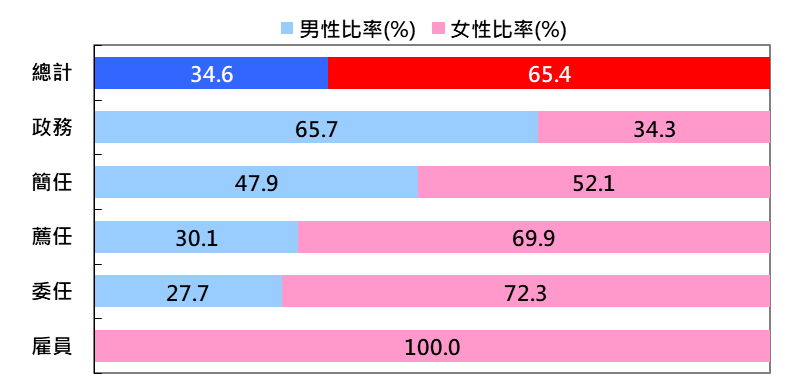 男性比率(%) 女性比率(%)
總計 34.6 65.4
政務 65.7 34.3
簡任 47.9 52.1
薦任 30.1 69.9
委任 27.7 72.3
雇員 100.0